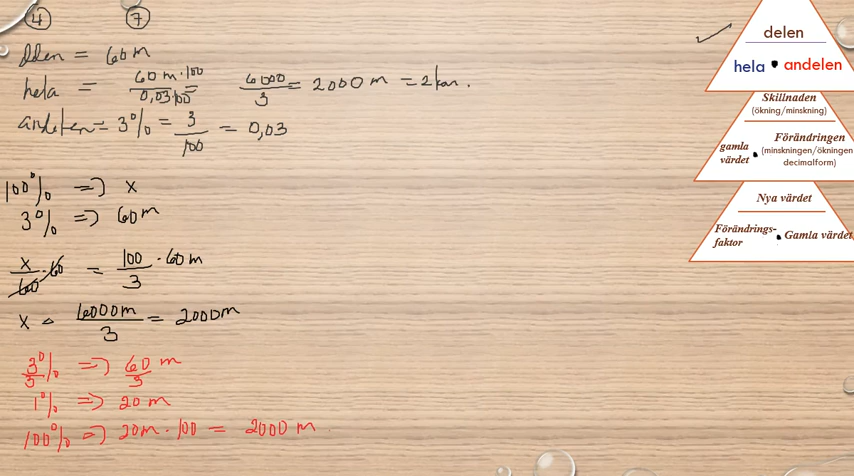 4 7
delen = 60 m
hela = 60 m · 100 / 0,03 · 100 = 6000 / 3 = 2000 m = 2 km.
andelen = 3% = 3 / 100 = 0,03
100% => x
3% => 60 m
x / 60 · 60 = 100 / 3 · 60 m
x = 6000 m / 3 = 2000 m
3% / 3 => 60 / 3 m
1% => 20 m
100% => 20 m · 100 = 2000 m
delen
hela · andelen
Skillnaden
(ökning/minskning)
gamla värdet · Förändringen
(minskningen/ökningen
decimalform)
Nya värdet
Förändrings-
faktor · Gamla värdet